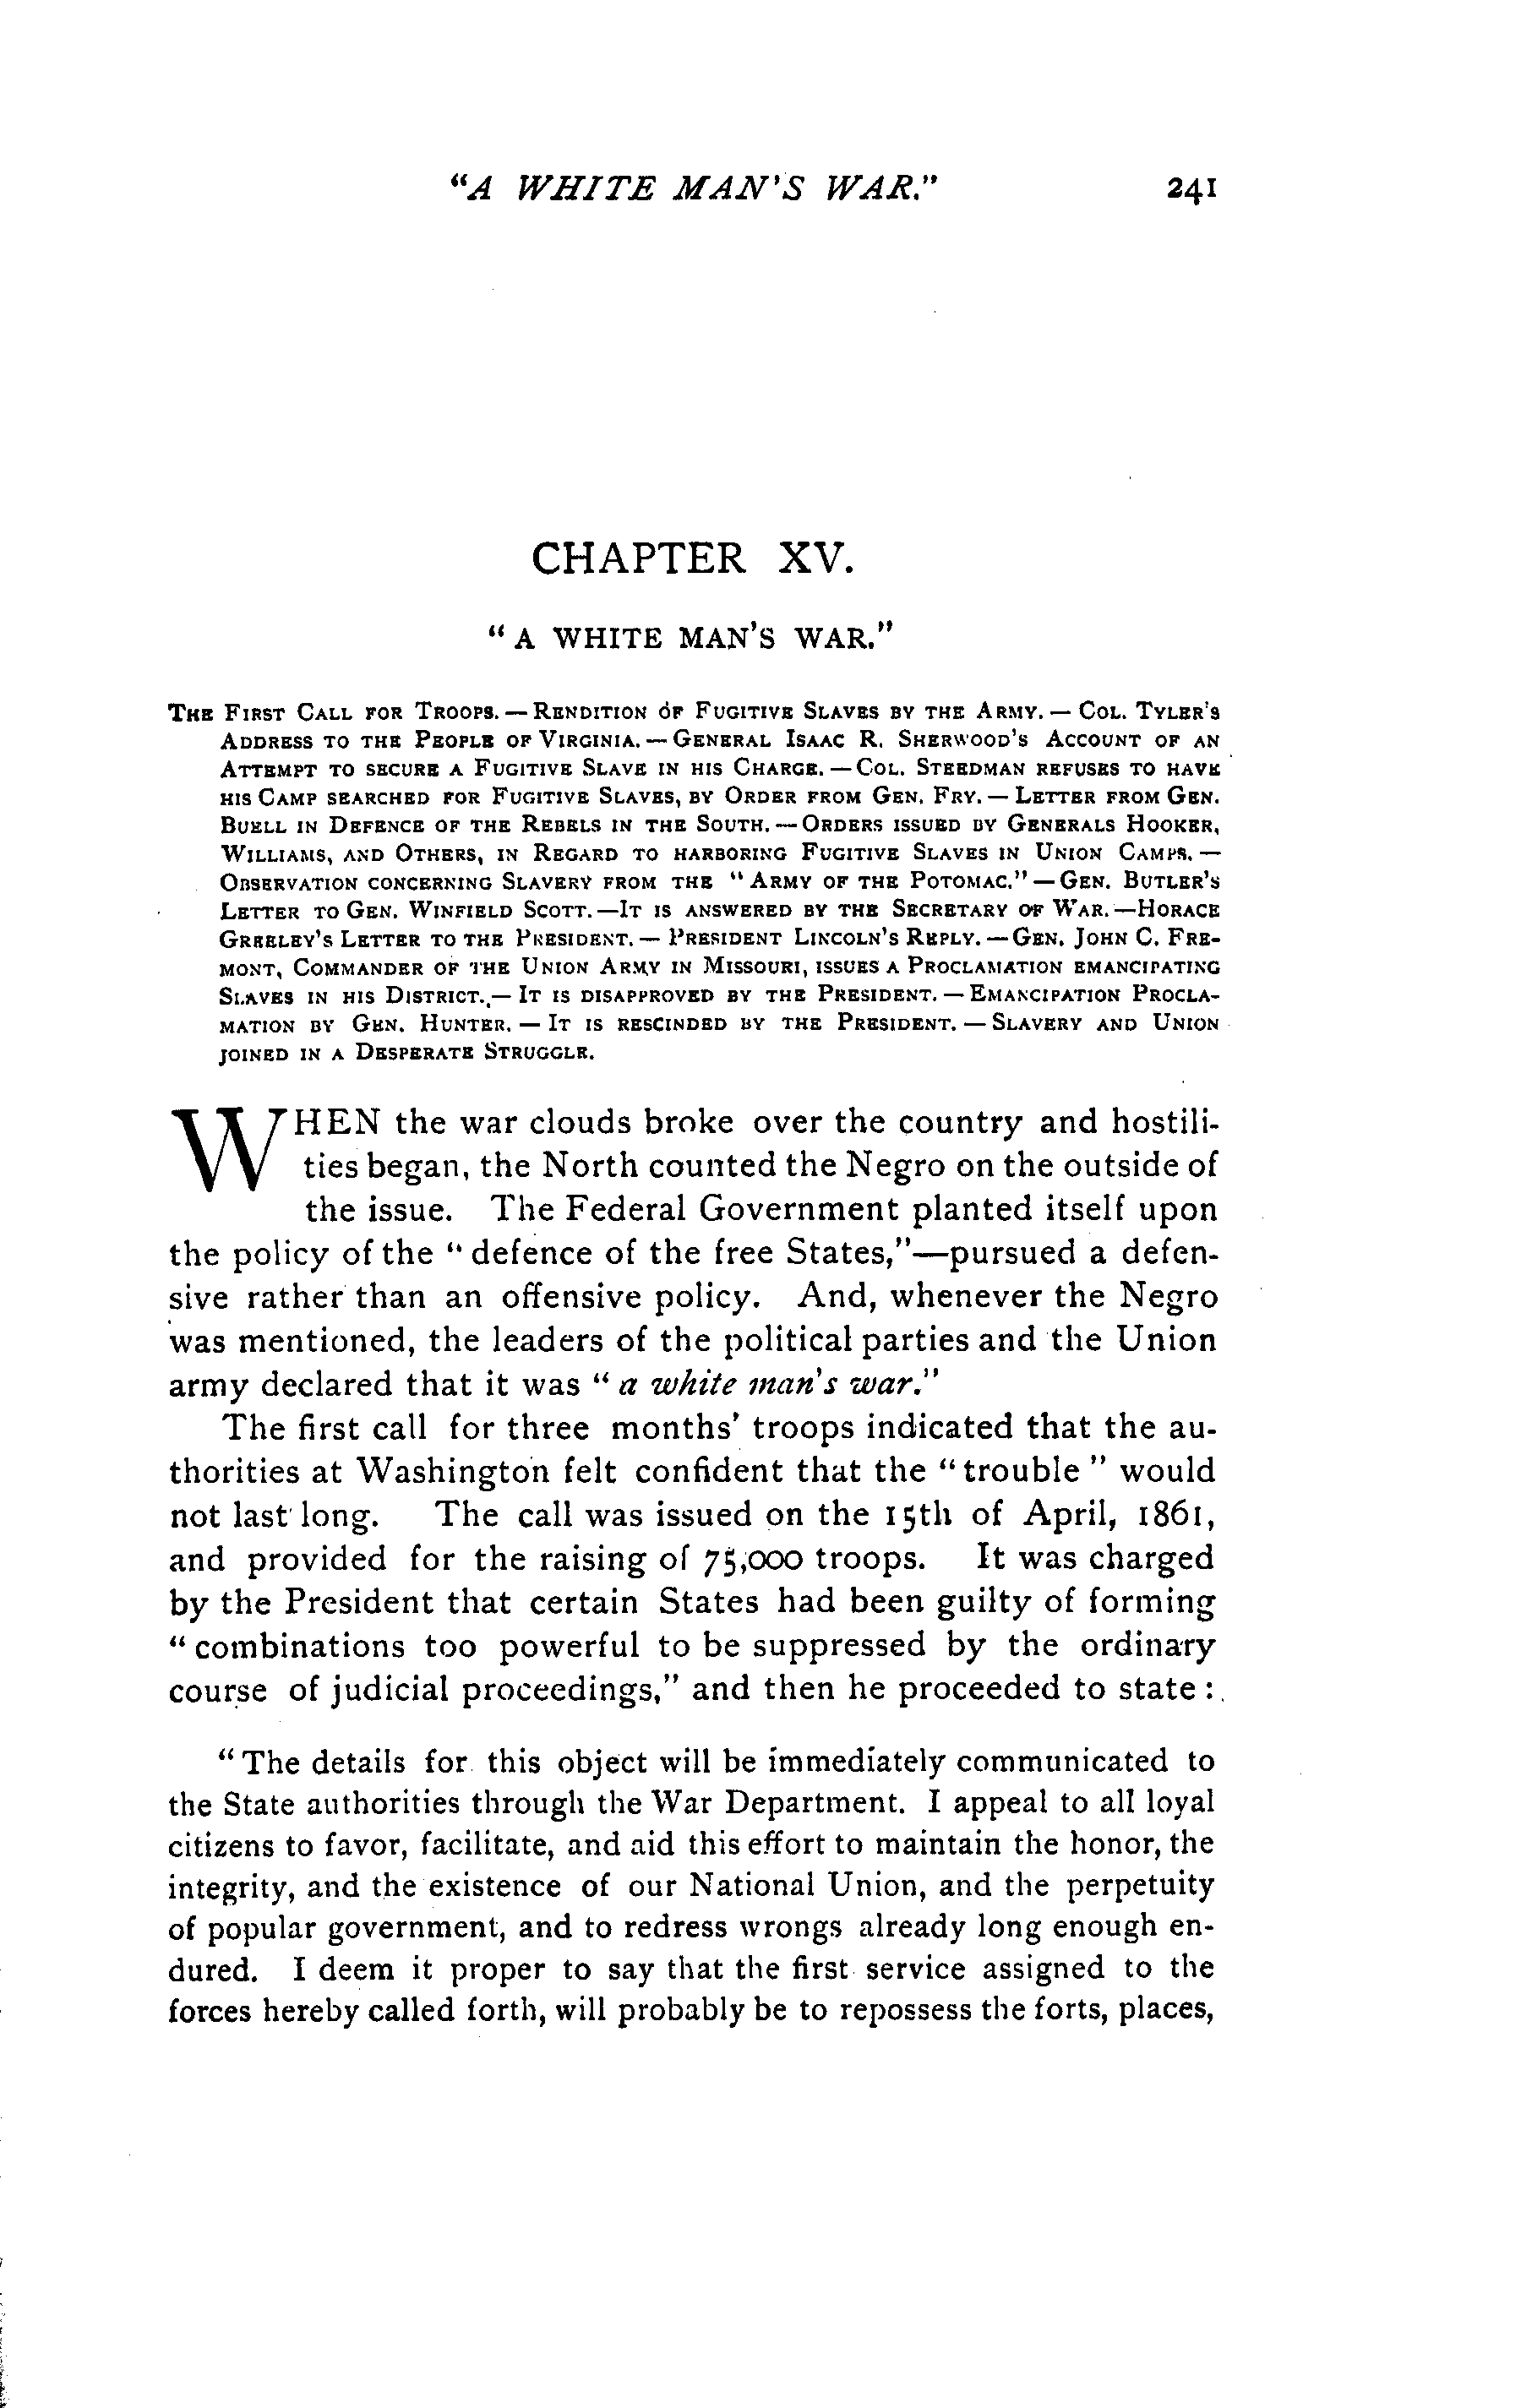 "A WHITE MAN'S WAR." 241
CHAPTER XV.
"A WHITE MAN'S WAR."
THE FIRST CALL FOR TROOPS. — RENDITION OF FUGITIVE SLAVES BY THE ARMY. — COL. TYLER'S
ADDRESS TO THE PEOPLE OF VIRGINIA. — GENERAL ISAAC R. SHERWOOD'S ACCOUNT OF AN
ATTEMPT TO SECURE A FUGITIVE SLAVE IN HIS CHARGE. — COL. STEEDMAN REFUSES TO HAVE
HIS CAMP SEARCHED FOR FUGITIVE SLAVES, BY ORDER FROM GEN. FRY. — LETTER FROM GEN.
BUELL IN DEFENCE OF THE REBELS IN THE SOUTH. — ORDERS ISSUED BY GENERALS HOOKER,
WILLIAMS, AND OTHERS, IN REGARD TO HARBORING FUGITIVE SLAVES IN UNION CAMPS. —
OBSERVATION CONCERNING SLAVERY FROM THE "ARMY OF THE POTOMAC." — GEN. BUTLER'S
LETTER TO GEN. WINFIELD SCOTT. — IT IS ANSWERED BY THE SECRETARY OF WAR. — HORACE
GREELEY'S LETTER TO THE PRESIDENT. — PRESIDENT LINCOLN'S REPLY. — GEN. JOHN C. FRE-
MONT, COMMANDER OF THE UNION ARMY IN MISSOURI, ISSUES A PROCLAMATION EMANCIPATING
SLAVES IN HIS DISTRICT. — IT IS DISAPPROVED BY THE PRESIDENT. — EMANCIPATION PROCLA-
MATION BY GEN. HUNTER. — IT IS RESCINDED BY THE PRESIDENT. — SLAVERY AND UNION
JOINED IN A DESPERATE STRUGGLE.
WHEN the war clouds broke over the country and hostili-
ties began, the North counted the Negro on the outside of
the issue. The Federal Government planted itself upon
the policy of the "defence of the free States,"—pursued a defen-
sive rather than an offensive policy. And, whenever the Negro
was mentioned, the leaders of the political parties and the Union
army declared that it was "a white man's war."
The first call for three months' troops indicated that the au-
thorities at Washington felt confident that the "trouble" would
not last long. The call was issued on the 15th of April, 1861,
and provided for the raising of 75,000 troops. It was charged
by the President that certain States had been guilty of forming
"combinations too powerful to be suppressed by the ordinary
course of judicial proceedings," and then he proceeded to state:
"The details for this object will be immediately communicated to
the State authorities through the War Department. I appeal to all loyal
citizens to favor, facilitate, and aid this effort to maintain the honor, the
integrity, and the existence of our National Union, and the perpetuity
of popular government, and to redress wrongs already long enough en-
dured. I deem it proper to say that the first service assigned to the
forces hereby called forth, will probably be to repossess the forts, places,